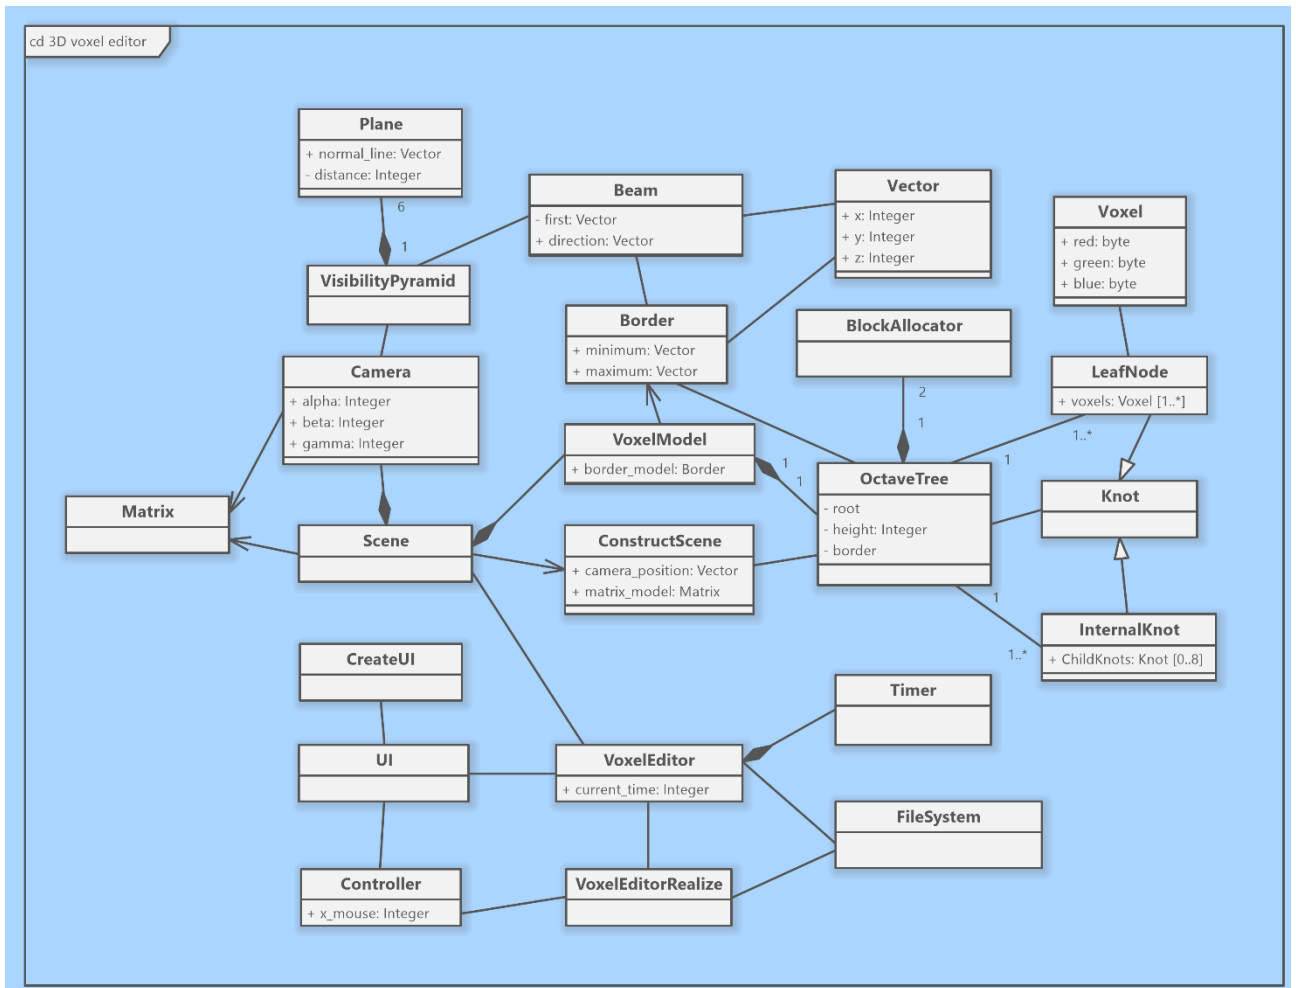 cd 3D voxel editor
Plane
+ normal_line: Vector
- distance: Integer
6
1
VisibilityPyramid
Beam
- first: Vector
+ direction: Vector
Vector
+ x: Integer
+ y: Integer
+ z: Integer
Voxel
+ red: byte
+ green: byte
+ blue: byte
Border
+ minimum: Vector
+ maximum: Vector
BlockAllocator
2
1
Camera
+ alpha: Integer
+ beta: Integer
+ gamma: Integer
LeafNode
+ voxels: Voxel [1..*]
1..*
1
VoxelModel
+ border_model: Border
1
1
OctaveTree
- root
- height: Integer
- border
Knot
Matrix
Scene
ConstructScene
+ camera_position: Vector
+ matrix_model: Matrix
1
1..*
InternalKnot
+ ChildKnots: Knot [0..8]
CreateUI
Timer
UI
VoxelEditor
+ current_time: Integer
FileSystem
Controller
+ x_mouse: Integer
VoxelEditorRealize